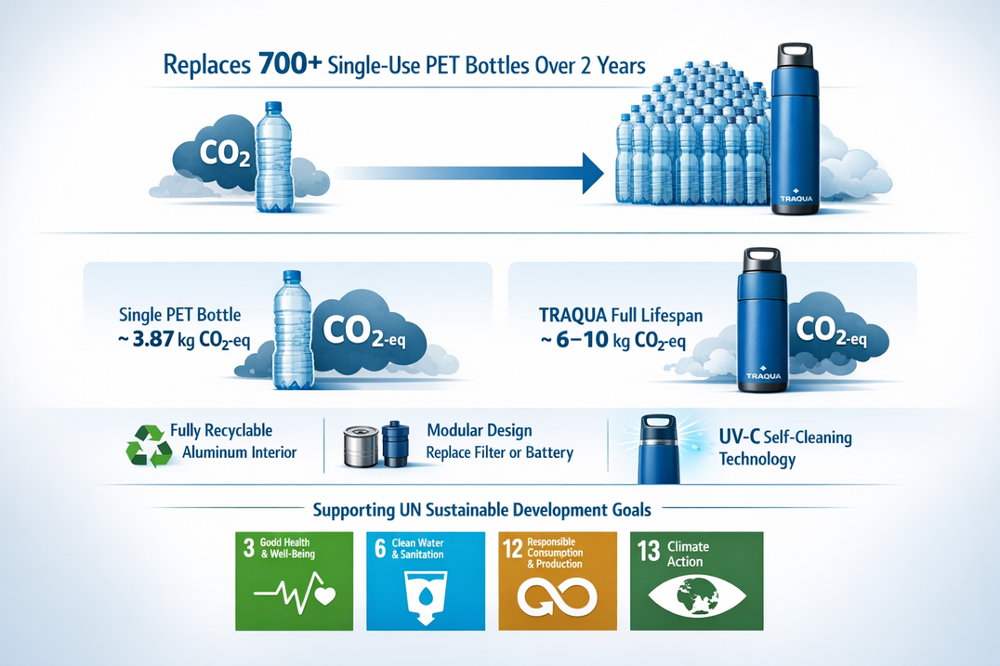 Replaces 700+ Single-Use PET Bottles Over 2 Years
CO₂
TRAQUA
Single PET Bottle
~ 3.87 kg CO₂-eq
CO₂-eq
TRAQUA Full Lifespan
~ 6–10 kg CO₂-eq
CO₂-eq
TRAQUA
Fully Recyclable
Aluminum Interior
Modular Design
Replace Filter or Battery
UV-C Self-Cleaning
Technology
Supporting UN Sustainable Development Goals
3 Good Health
& Well-Being
6 Clean Water
& Sanitation
12 Responsible
Consumption
& Production
13 Climate
Action